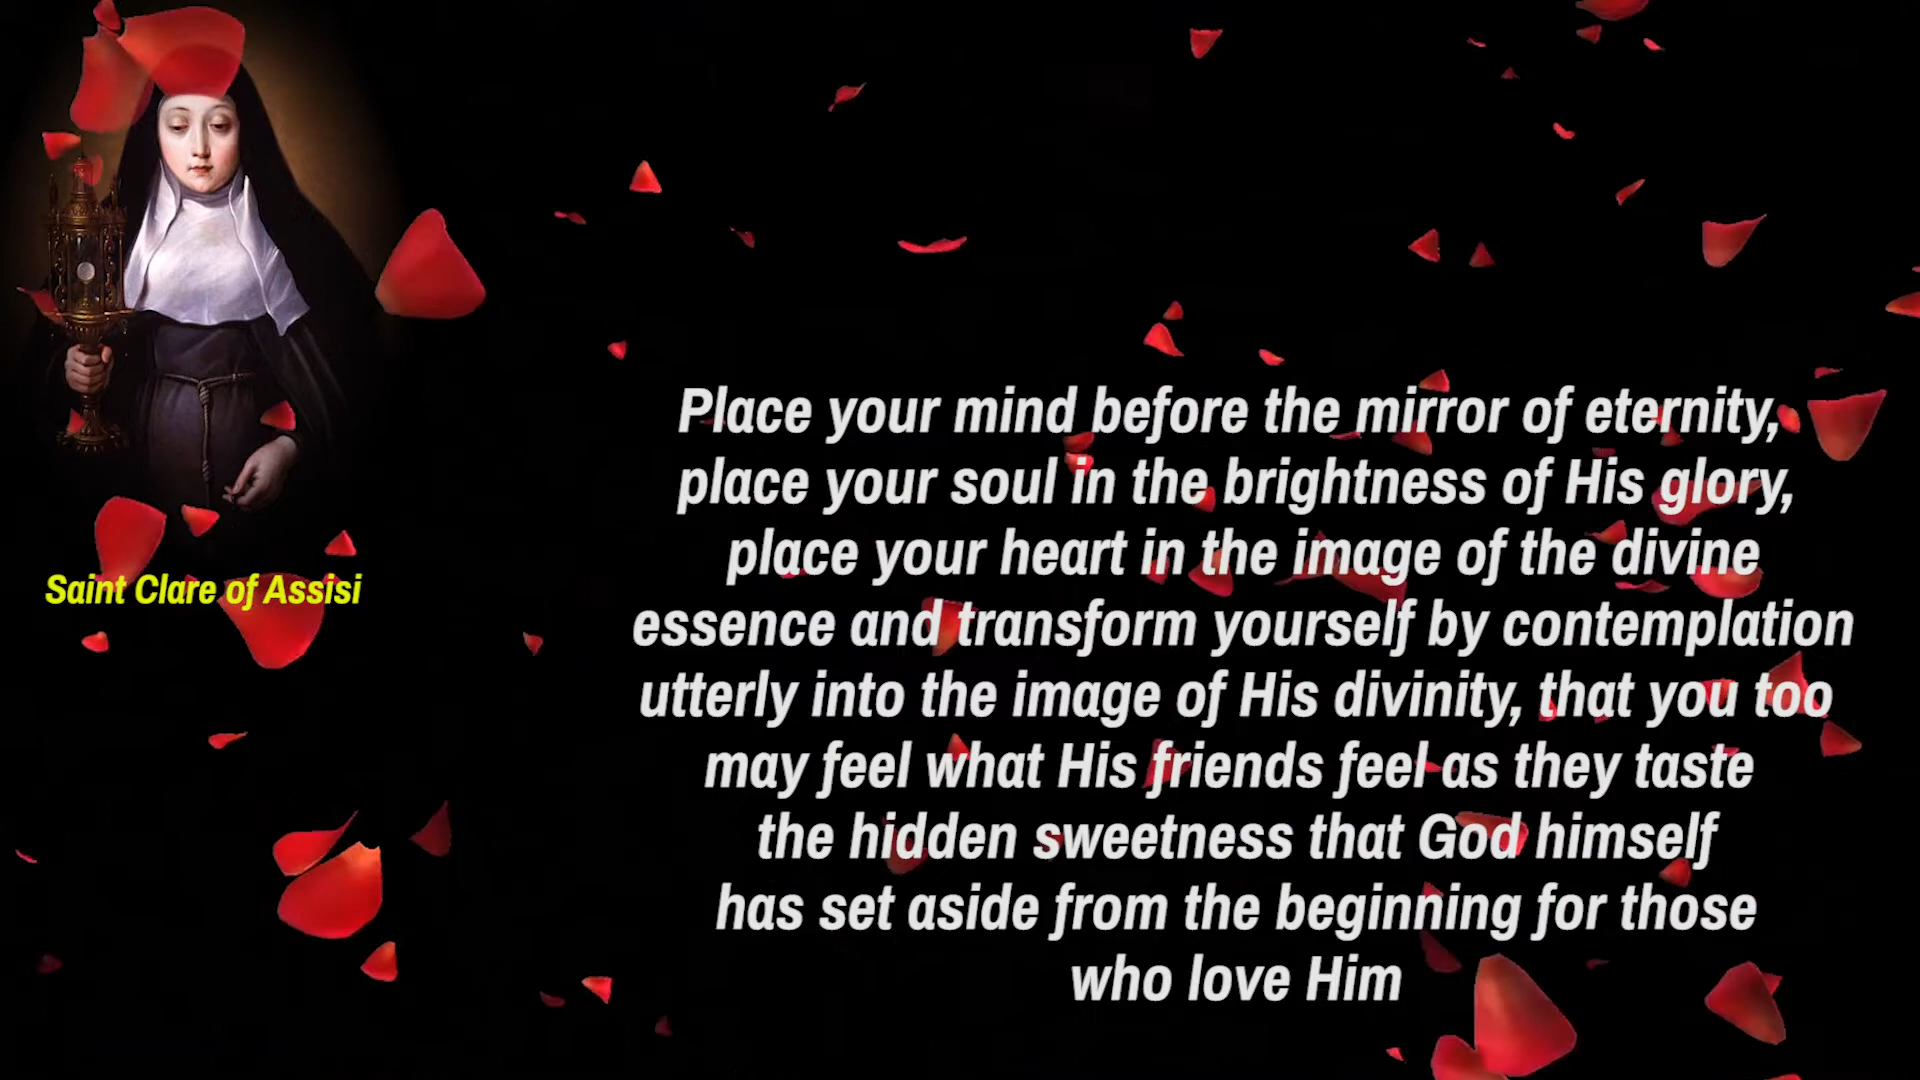 Saint Clare of Assisi
Place your mind before the mirror of eternity,
place your soul in the brightness of His glory,
place your heart in the image of the divine
essence and transform yourself by contemplation
utterly into the image of His divinity, that you too
may feel what His friends feel as they taste
the hidden sweetness that God himself
has set aside from the beginning for those
who love Him